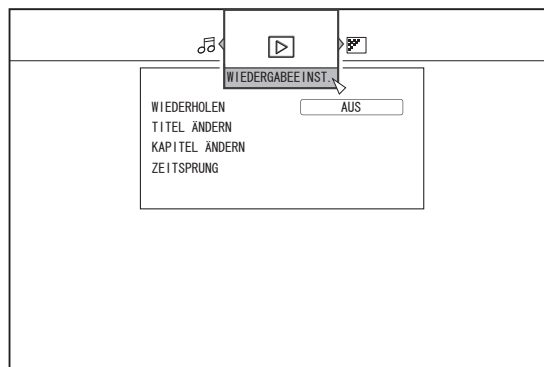 WIEDERGABEEINST.
WIEDERHOLEN AUS
TITEL ÄNDERN
KAPITEL ÄNDERN
ZEITSPRUNG